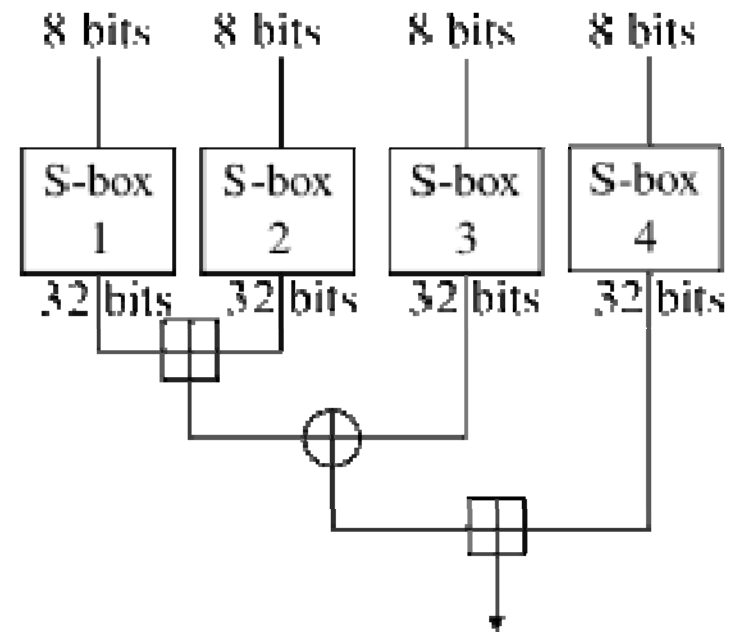 8 bits 8 bits 8 bits 8 bits
S-box S-box S-box S-box
1 2 3 4
32 bits 32 bits 32 bits 32 bits